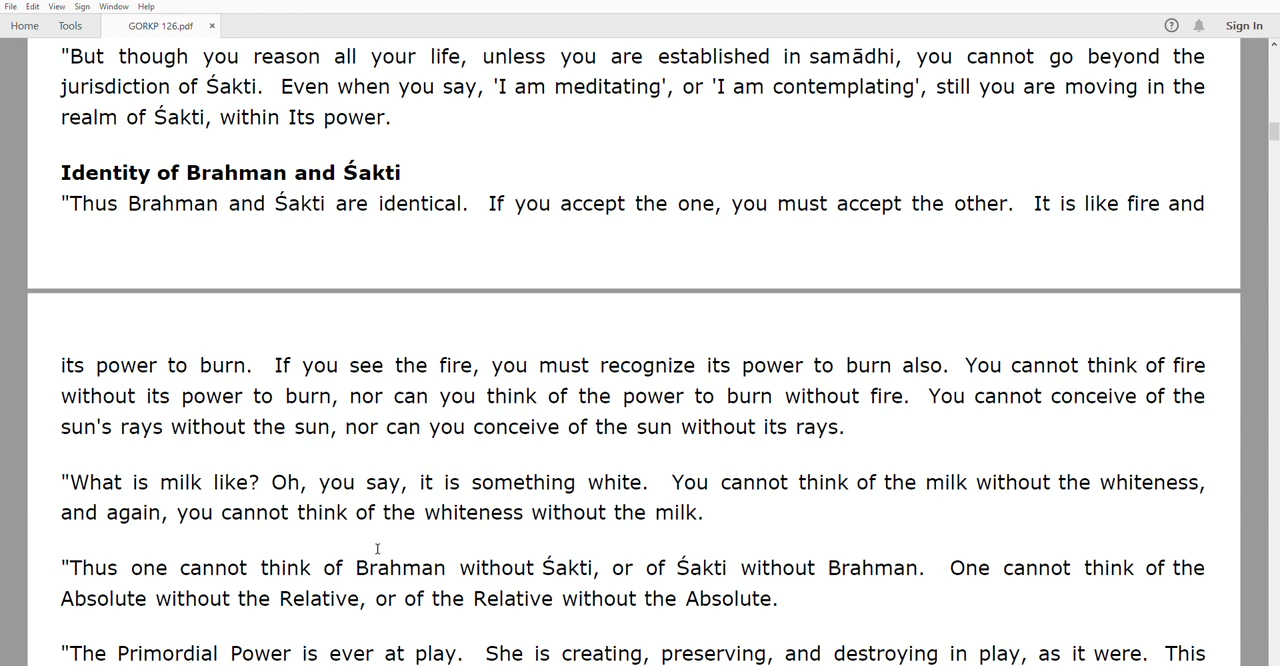 File Edit View Sign Window Help
Home Tools GORKP 126.pdf × ? Sign In
"But though you reason all your life, unless you are established in samādhi, you cannot go beyond the
jurisdiction of Śakti. Even when you say, 'I am meditating', or 'I am contemplating', still you are moving in the
realm of Śakti, within Its power.
Identity of Brahman and Śakti
"Thus Brahman and Śakti are identical. If you accept the one, you must accept the other. It is like fire and
its power to burn. If you see the fire, you must recognize its power to burn also. You cannot think of fire
without its power to burn, nor can you think of the power to burn without fire. You cannot conceive of the
sun's rays without the sun, nor can you conceive of the sun without its rays.
"What is milk like? Oh, you say, it is something white. You cannot think of the milk without the whiteness,
and again, you cannot think of the whiteness without the milk.
"Thus one cannot think of Brahman without Śakti, or of Śakti without Brahman. One cannot think of the
Absolute without the Relative, or of the Relative without the Absolute.
"The Primordial Power is ever at play. She is creating, preserving, and destroying in play, as it were. This